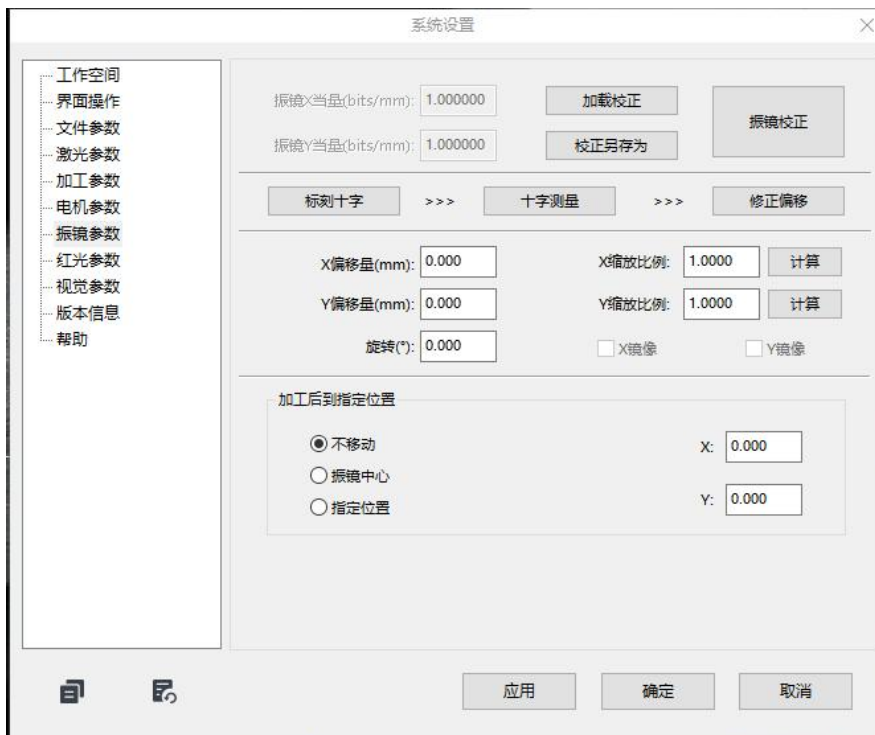 系统设置
工作空间
界面操作
文件参数
激光参数
加工参数
电机参数
振镜参数
红光参数
视觉参数
版本信息
帮助
振镜X当量(bits/mm): 1.000000 加载校正
振镜校正
振镜Y当量(bits/mm): 1.000000 校正另存为
标刻十字 >>> 十字测量 >>> 修正偏移
X偏移量(mm): 0.000 X缩放比例: 1.0000 计算
Y偏移量(mm): 0.000 Y缩放比例: 1.0000 计算
旋转(°): 0.000 X镜像 Y镜像
加工后到指定位置
不移动 X: 0.000
振镜中心
指定位置 Y: 0.000
应用 确定 取消